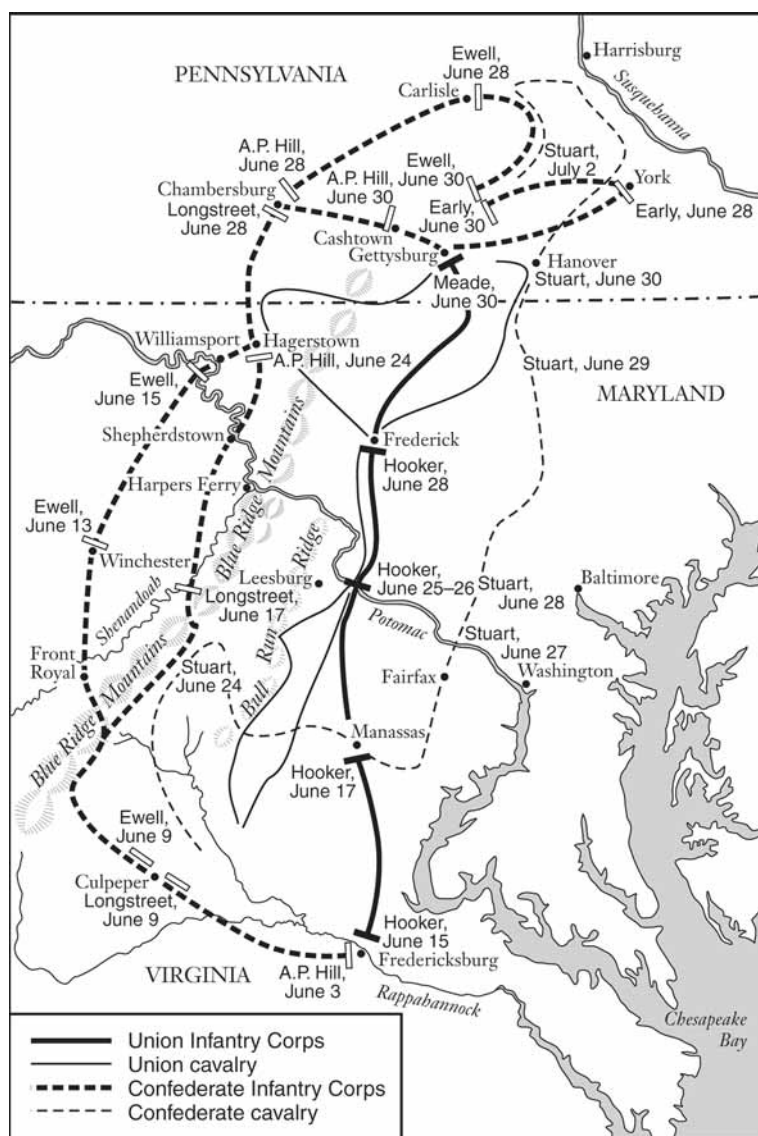 Harrisburg
PENNSYLVANIA
Susquehanna
Ewell,
June 28
Carlisle
A.P. Hill,
June 28
Chambersburg
Longstreet,
June 28
A.P. Hill,
June 30
Ewell,
June 30
Early,
June 30
Stuart,
July 2
York
Early, June 28
Cashtown
Gettysburg
Meade,
June 30
Hanover
Stuart, June 30
Williamsport
Hagerstown
A.P. Hill, June 24
Ewell,
June 15
Stuart, June 29
MARYLAND
Shepherdstown
Frederick
Hooker,
June 28
Harpers Ferry
Blue Ridge Mountains
Ewell,
June 13
Winchester
Shenandoah
Longstreet,
June 17
Leesburg
Bull Run Ridge
Hooker,
June 25–26
Potomac
Stuart,
June 28
Baltimore
Stuart,
June 27
Washington
Fairfax
Front
Royal
Blue Ridge Mountains
Stuart,
June 24
Manassas
Hooker,
June 17
Ewell,
June 9
Culpeper
Longstreet,
June 9
Hooker,
June 15
Fredericksburg
VIRGINIA
A.P. Hill,
June 3
Rappahannock
Chesapeake
Bay
Union Infantry Corps
Union cavalry
Confederate Infantry Corps
Confederate cavalry